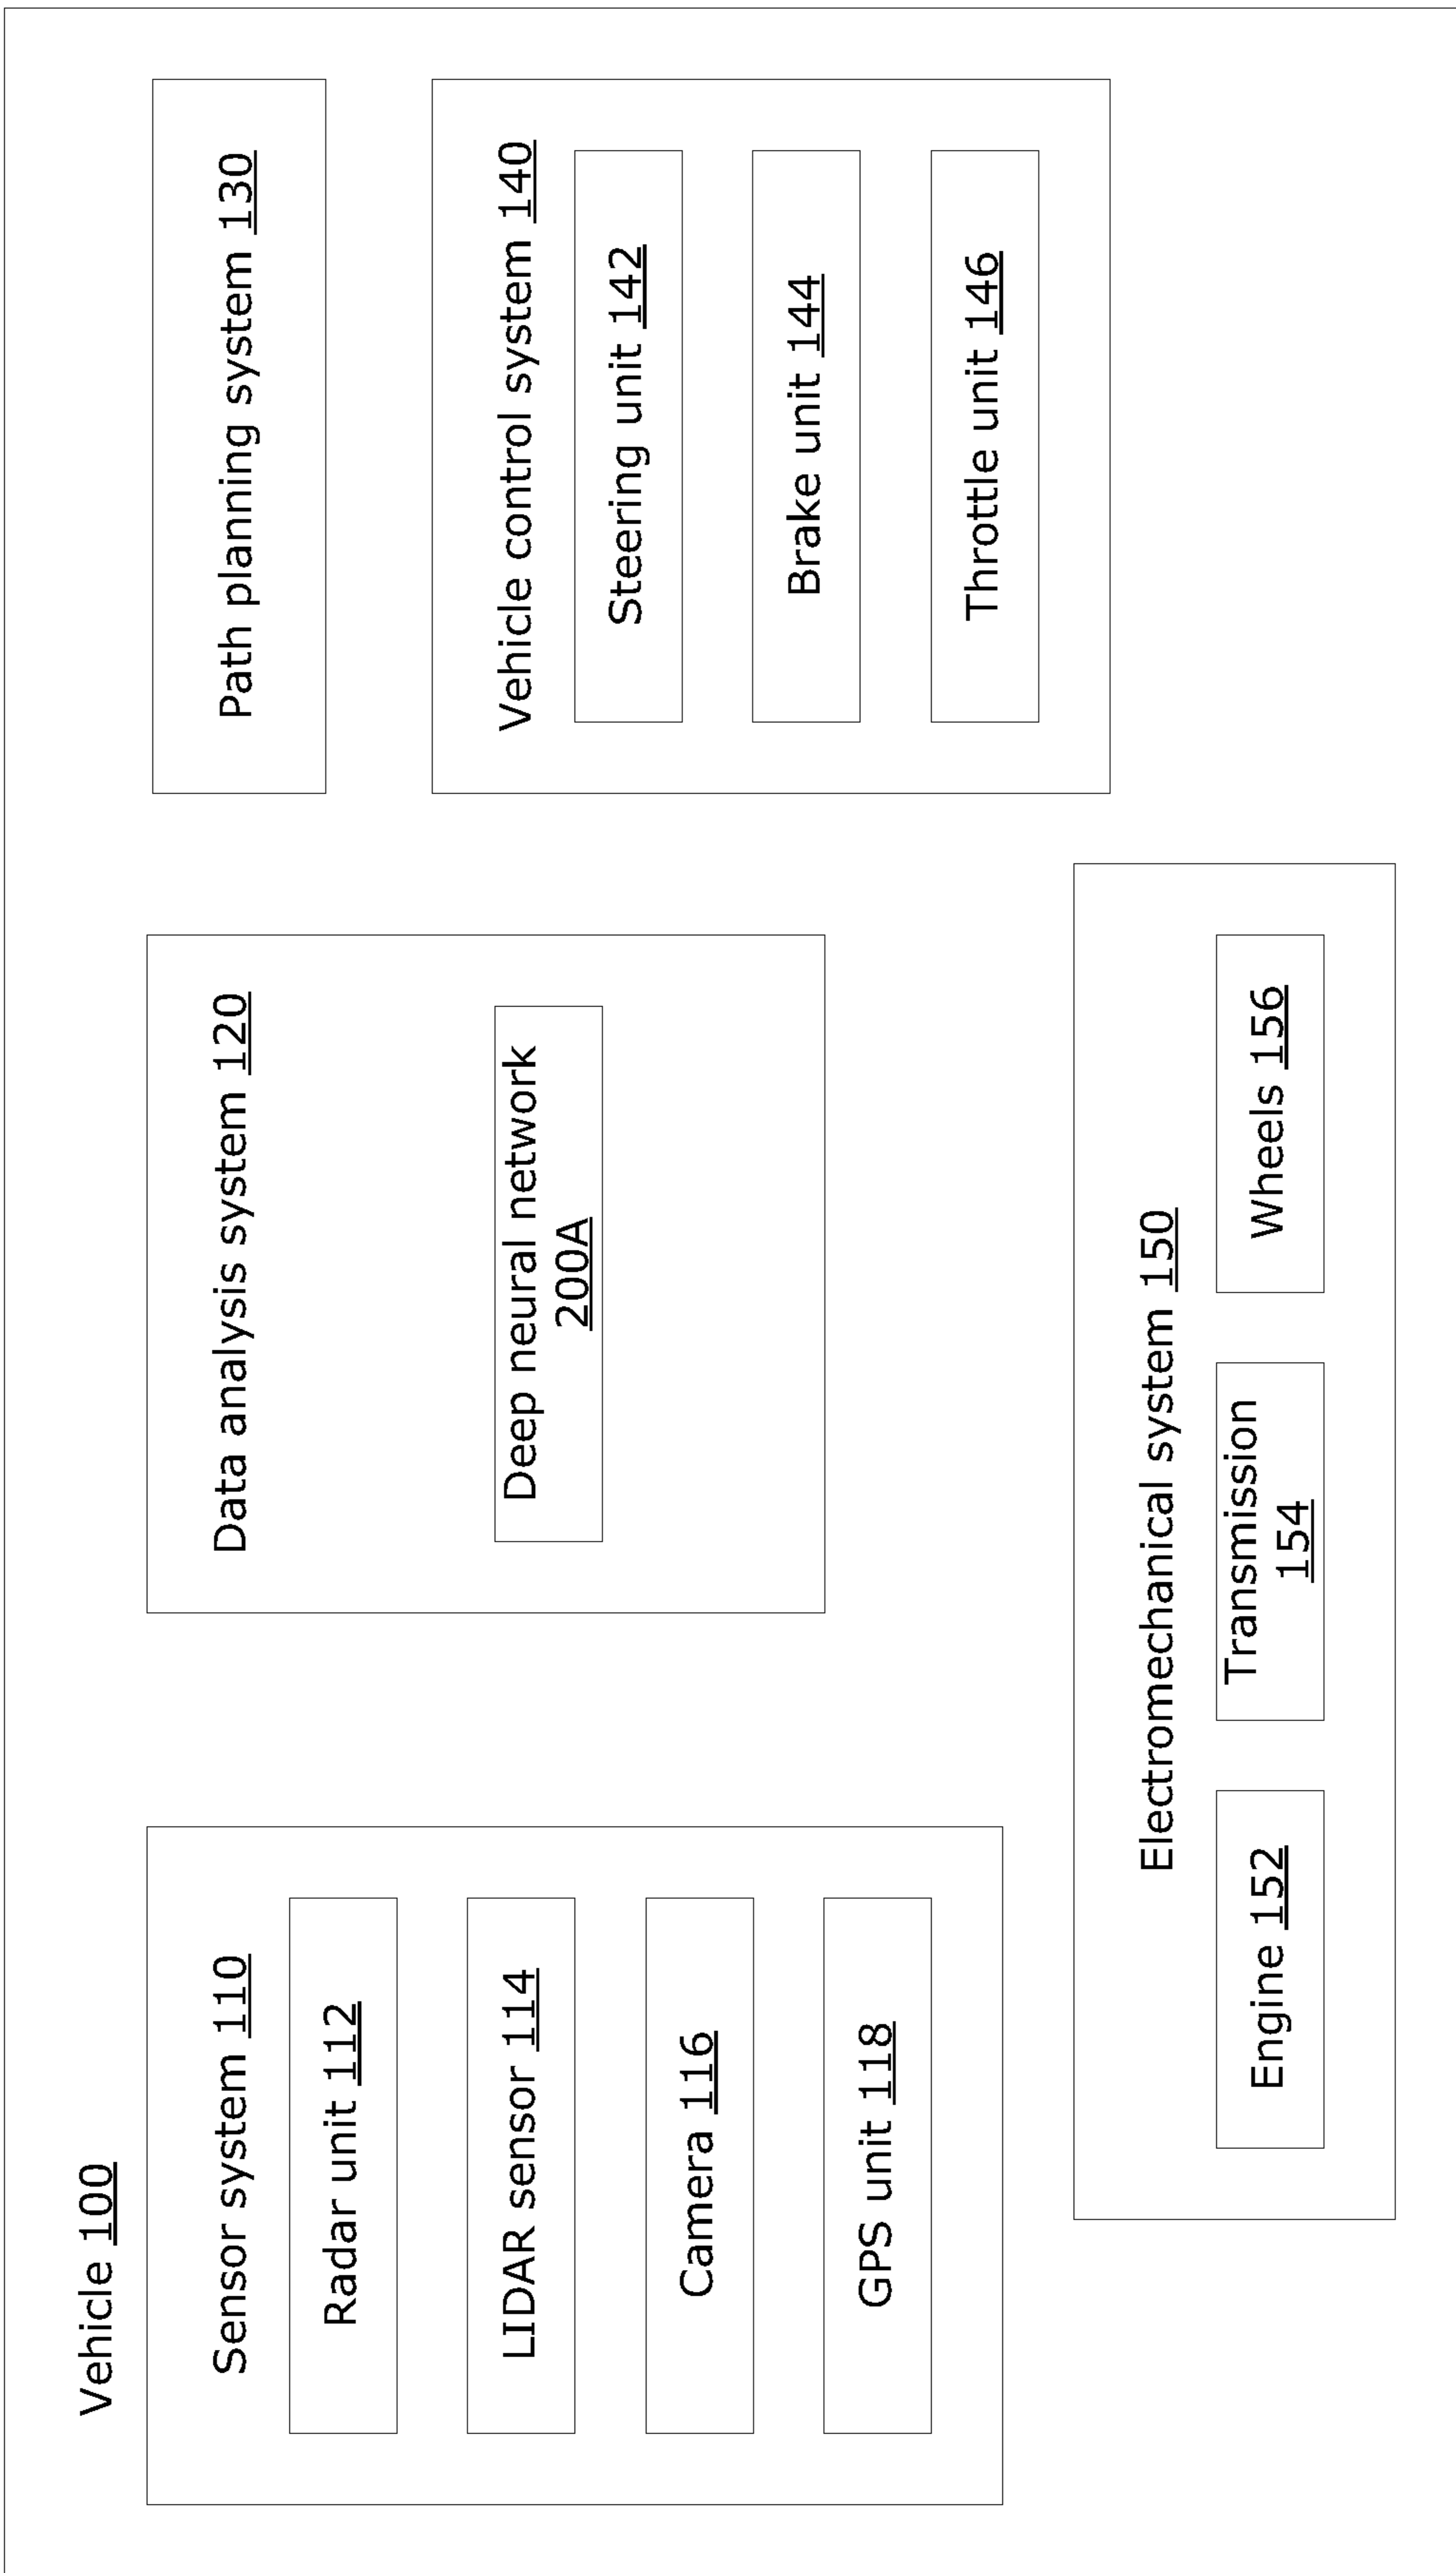 Vehicle 100
Sensor system 110
Radar unit 112
LIDAR sensor 114
Camera 116
GPS unit 118
Data analysis system 120
Deep neural network
200A
Path planning system 130
Vehicle control system 140
Steering unit 142
Brake unit 144
Throttle unit 146
Electromechanical system 150
Engine 152
Transmission
154
Wheels 156